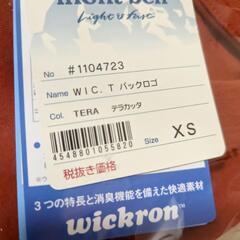 mont-bell
Light & Fast
No #1104723
Name WIC.T バックロゴ
Col. TERA テラカッタ
Size XS
4548801055820
税抜き価格
3つの特長と消臭機能を備えた快適素材
wickron™